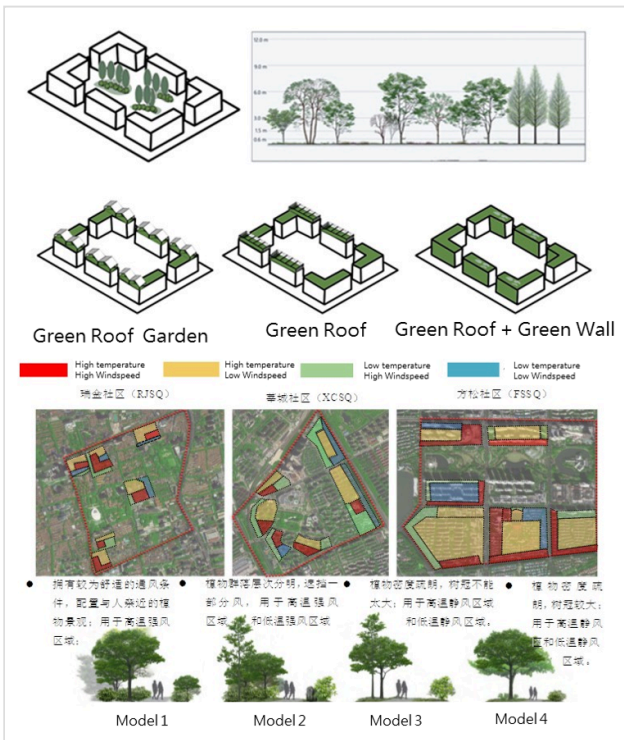 12.0 m
9.0 m
6.0 m
3.0 m
1.5 m
0.6 m
Green Roof Garden
Green Roof
Green Roof + Green Wall
High temperature
High Windspeed
High temperature
Low Windspeed
Low temperature
High Windspeed
Low temperature
Low Windspeed
瑞金社区（RJSQ）
莘城社区（XCSQ）
方松社区（FSSQ）
● 拥有较为舒适的通风条
件，配置与人亲近的植
物景观；用于高温强风
区域；
● 植物群落层次分明，遮挡一
部分风，用于高温强风
区域 和低温强风区域
● 植物密度疏朗，树冠不能
太大；用于高温静风区域
和低温静风区域；
● 植物密度疏
朗，树冠较大；
用于高温静风
区和低温静风
区域。
Model 1
Model 2
Model 3
Model 4